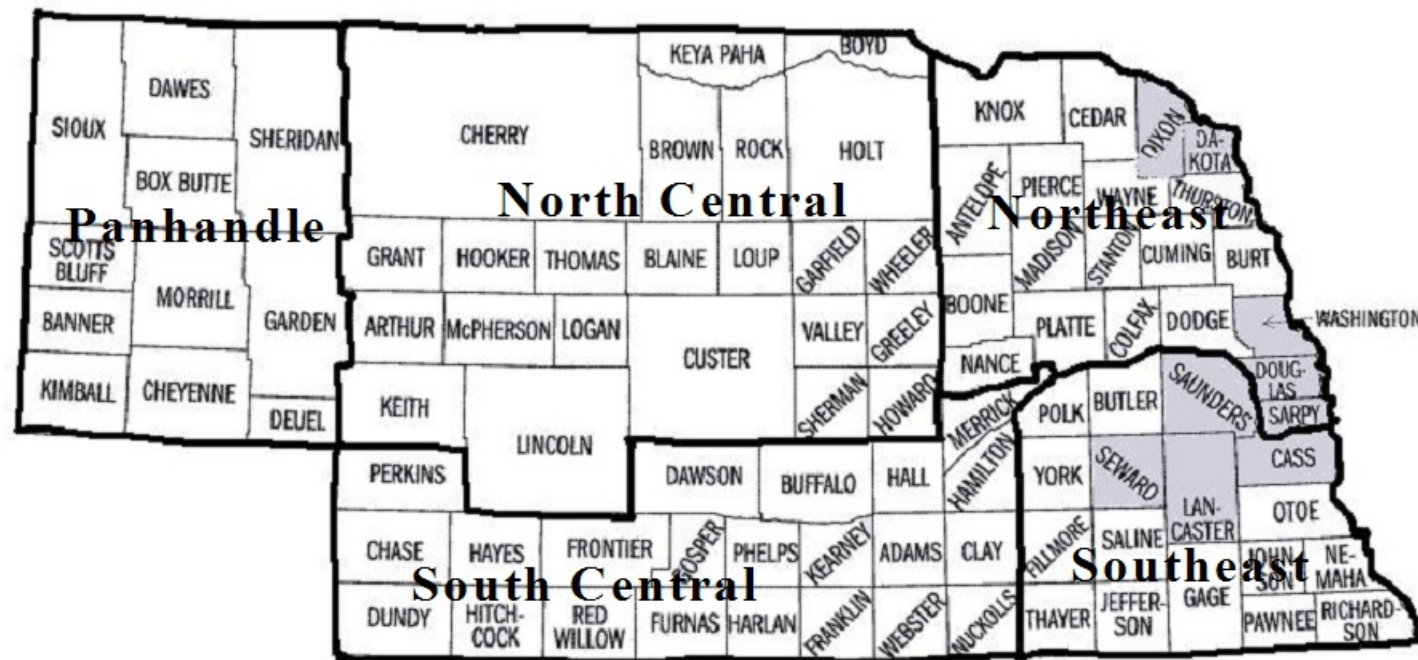 KEYA PAHA
BOYD
DAWES
KNOX
CEDAR
DIXON
SIOUX
SHERIDAN
CHERRY
BROWN
ROCK
HOLT
DA-
KOTA
BOX BUTTE
ANTELOPE
PIERCE
WAYNE
THURSTON
Panhandle
North Central
Northeast
SCOTTS
BLUFF
GRANT
HOOKER
THOMAS
BLAINE
LOUP
GARFIELD
WHEELER
MADISON
STANTON
CUMING
BURT
MORRILL
BANNER
GARDEN
ARTHUR
McPHERSON
LOGAN
CUSTER
VALLEY
GREELEY
BOONE
PLATTE
COLFAX
DODGE
WASHINGTON
NANCE
KIMBALL
CHEYENNE
DEUEL
KEITH
LINCOLN
SHERMAN
HOWARD
MERRICK
POLK
BUTLER
SAUNDERS
DOUG-
LAS
SARPY
PERKINS
DAWSON
BUFFALO
HALL
HAMILTON
YORK
SEWARD
LAN-
CASTER
CASS
OTOE
CHASE
HAYES
FRONTIER
GOSPER
PHELPS
KEARNEY
ADAMS
CLAY
FILLMORE
SALINE
JOHN-
SON
NE-
MAHA
South Central
Southeast
DUNDY
HITCH-
COCK
RED
WILLOW
FURNAS
HARLAN
FRANKLIN
WEBSTER
NUCKOLLS
THAYER
JEFFER-
SON
GAGE
PAWNEE
RICHARD-
SON